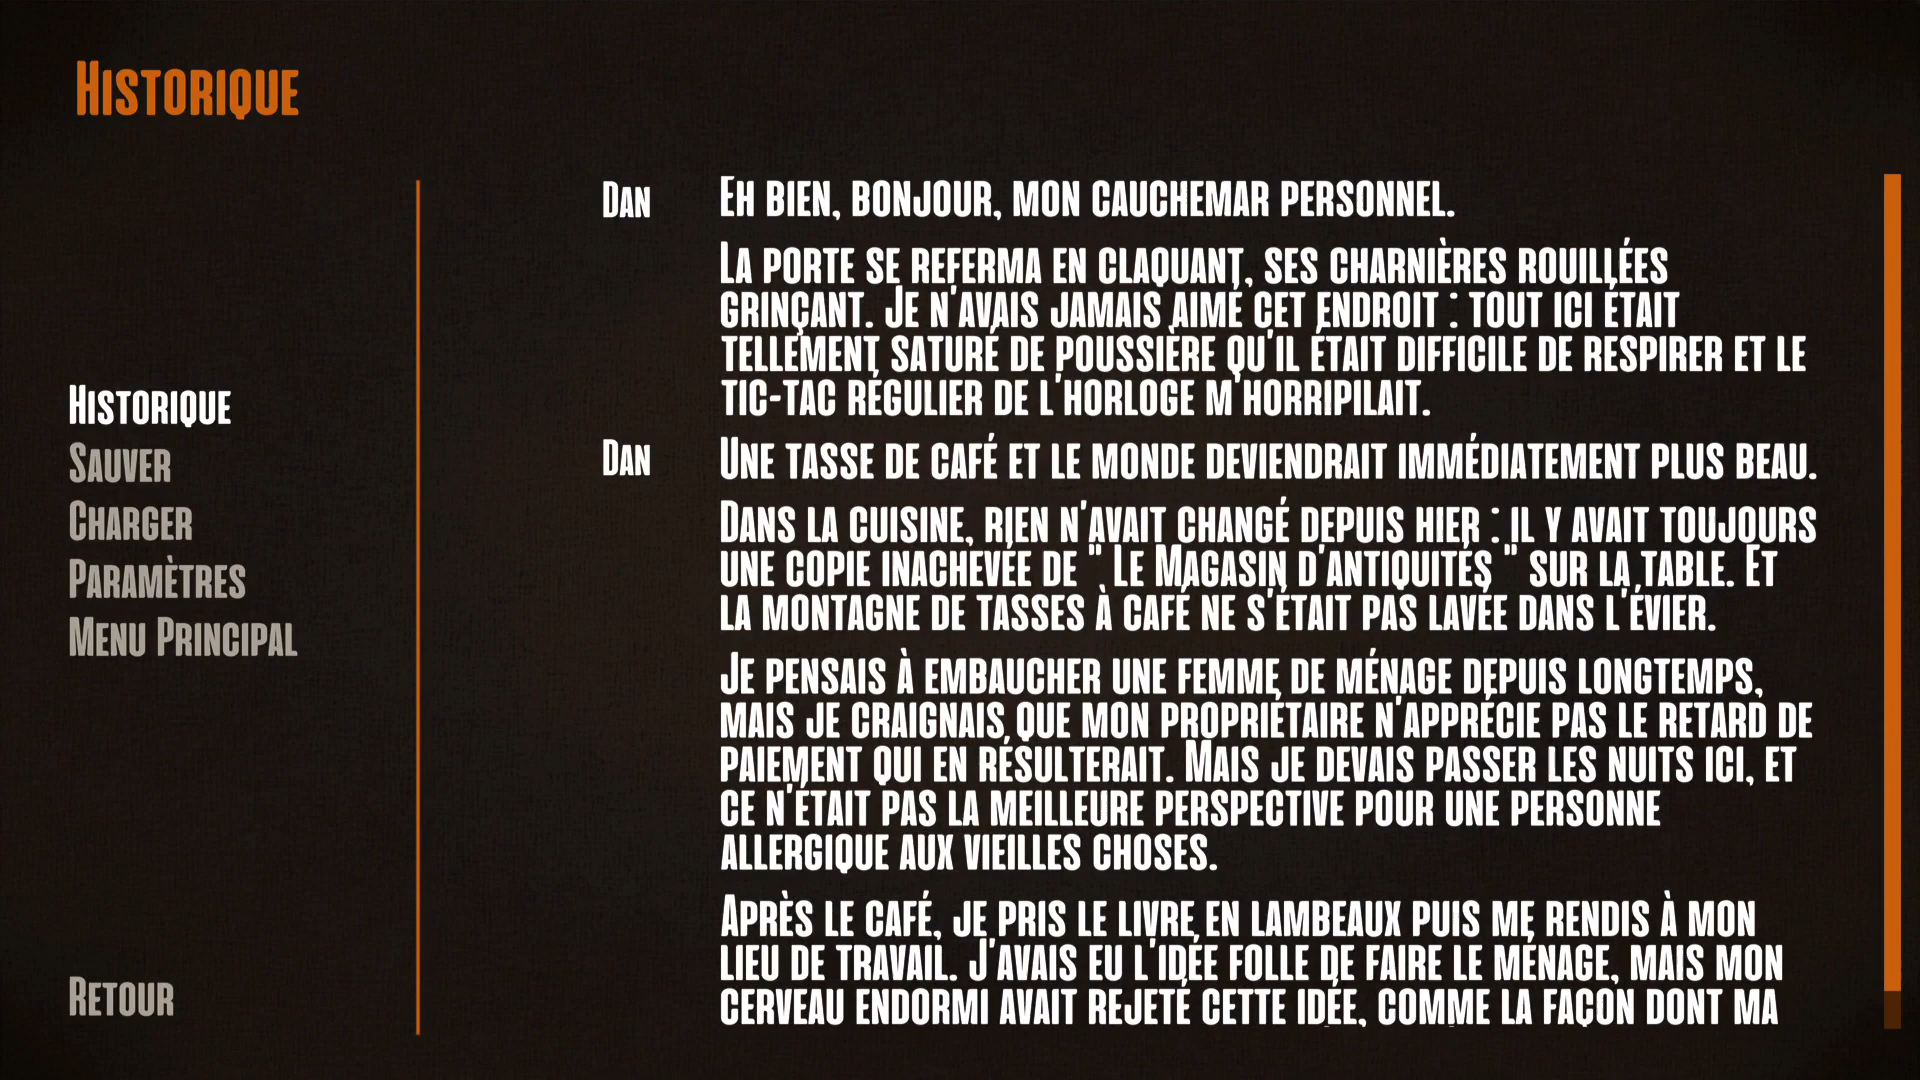 Historique
Historique
Sauver
Charger
Paramètres
Menu Principal
Retour
Dan
Eh bien, bonjour, mon cauchemar personnel.
La porte se referma en claquant, ses charnières rouillées
grinçant. Je n'avais jamais aimé cet endroit : tout ici était
tellement saturé de poussière qu'il était difficile de respirer et le
tic-tac régulier de l'horloge m'horripilait.
Dan
Une tasse de café et le monde deviendrait immédiatement plus beau.
Dans la cuisine, rien n'avait changé depuis hier : il y avait toujours
une copie inachevée de " Le Magasin d'antiquités " sur la table. Et
la montagne de tasses à café ne s'était pas lavée dans l'évier.
Je pensais à embaucher une femme de ménage depuis longtemps,
mais je craignais que mon propriétaire n'apprécie pas le retard de
paiement qui en résulterait. Mais je devais passer les nuits ici, et
ce n'était pas la meilleure perspective pour une personne
allergique aux vieilles choses.
Après le café, je pris le livre en lambeaux puis me rendis à mon
lieu de travail. J'avais eu l'idée folle de faire le ménage, mais mon
cerveau endormi avait rejeté cette idée, comme la façon dont ma